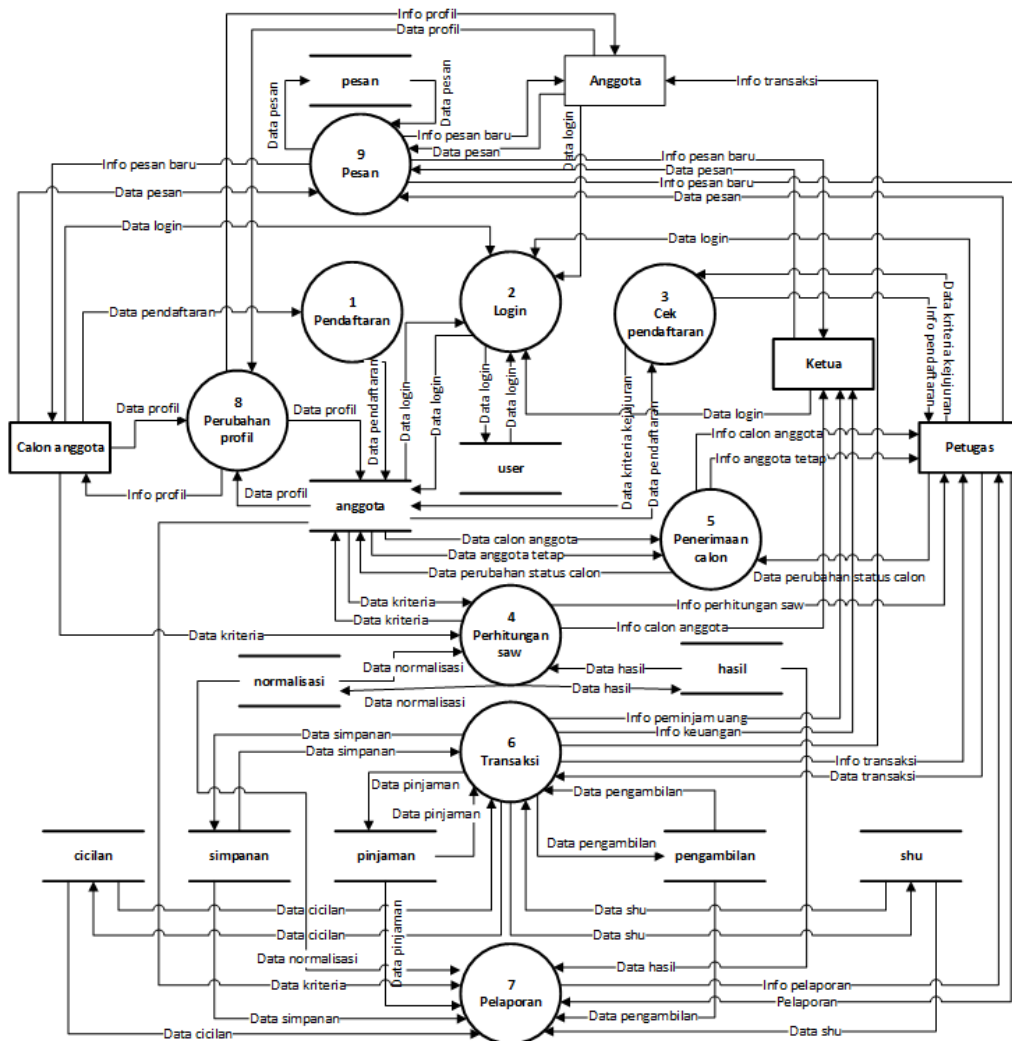 Info profil
Data profil
pesan
Anggota
Info transaksi
Data pesan
Data pesan
Data login
Info pesan baru
Data pesan
9
Pesan
Info pesan baru
Info pesan baru
Data pesan
Info pesan baru
Data pesan
Data pesan
Data login
Data login
1
Pendaftaran
2
Login
3
Cek
pendaftaran
Data pendaftaran
Data kriteria kejujuran
Info pendaftaran
Ketua
8
Perubahan
profil
Data profil
Data profil
Data pendaftaran
Data login
Data login
Data login
Data login
Data kriteria kejujuran
Data pendaftaran
Data login
Calon anggota
Info calon anggota
Petugas
Info anggota tetap
user
Info profil
Data profil
anggota
5
Penerimaan
calon
Data calon anggota
Data anggota tetap
Data perubahan status calon
Data perubahan status calon
Data kriteria
Data kriteria
4
Perhitungan
saw
Info perhitungan saw
Info calon anggota
Data kriteria
Data normalisasi
normalisasi
Data hasil
hasil
Data hasil
Data normalisasi
Info peminjam uang
Info keuangan
Data simpanan
Data simpanan
6
Transaksi
Info transaksi
Data transaksi
Data pinjaman
Data pinjaman
Data pengambilan
Data pengambilan
cicilan
simpanan
pinjaman
pengambilan
shu
Data cicilan
Data shu
Data cicilan
Data shu
Data pinjaman
Data normalisasi
Data hasil
7
Pelaporan
Data kriteria
Info pelaporan
Pelaporan
Data simpanan
Data pengambilan
Data cicilan
Data shu